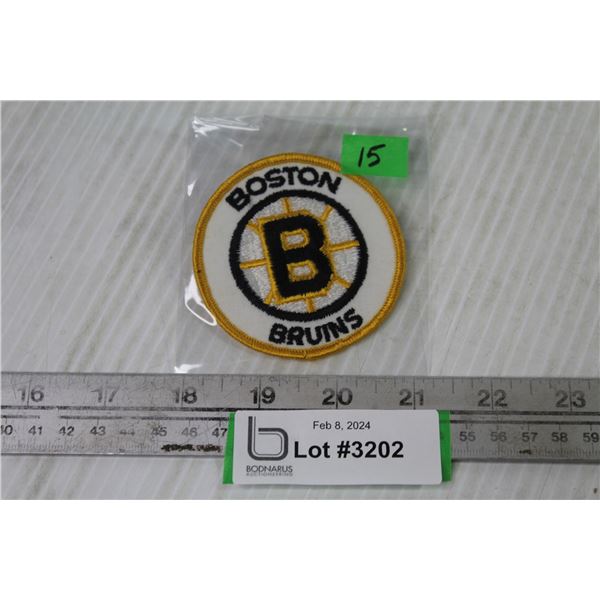 15
BOSTON
B
BRUINS
16 17 18 19 20 21 22 23
40 41 42 43 44 45 46 47 55 56 57 58 59
Feb 8, 2024
Lot #3202
b
BODNARUS
AUCTIONEERING